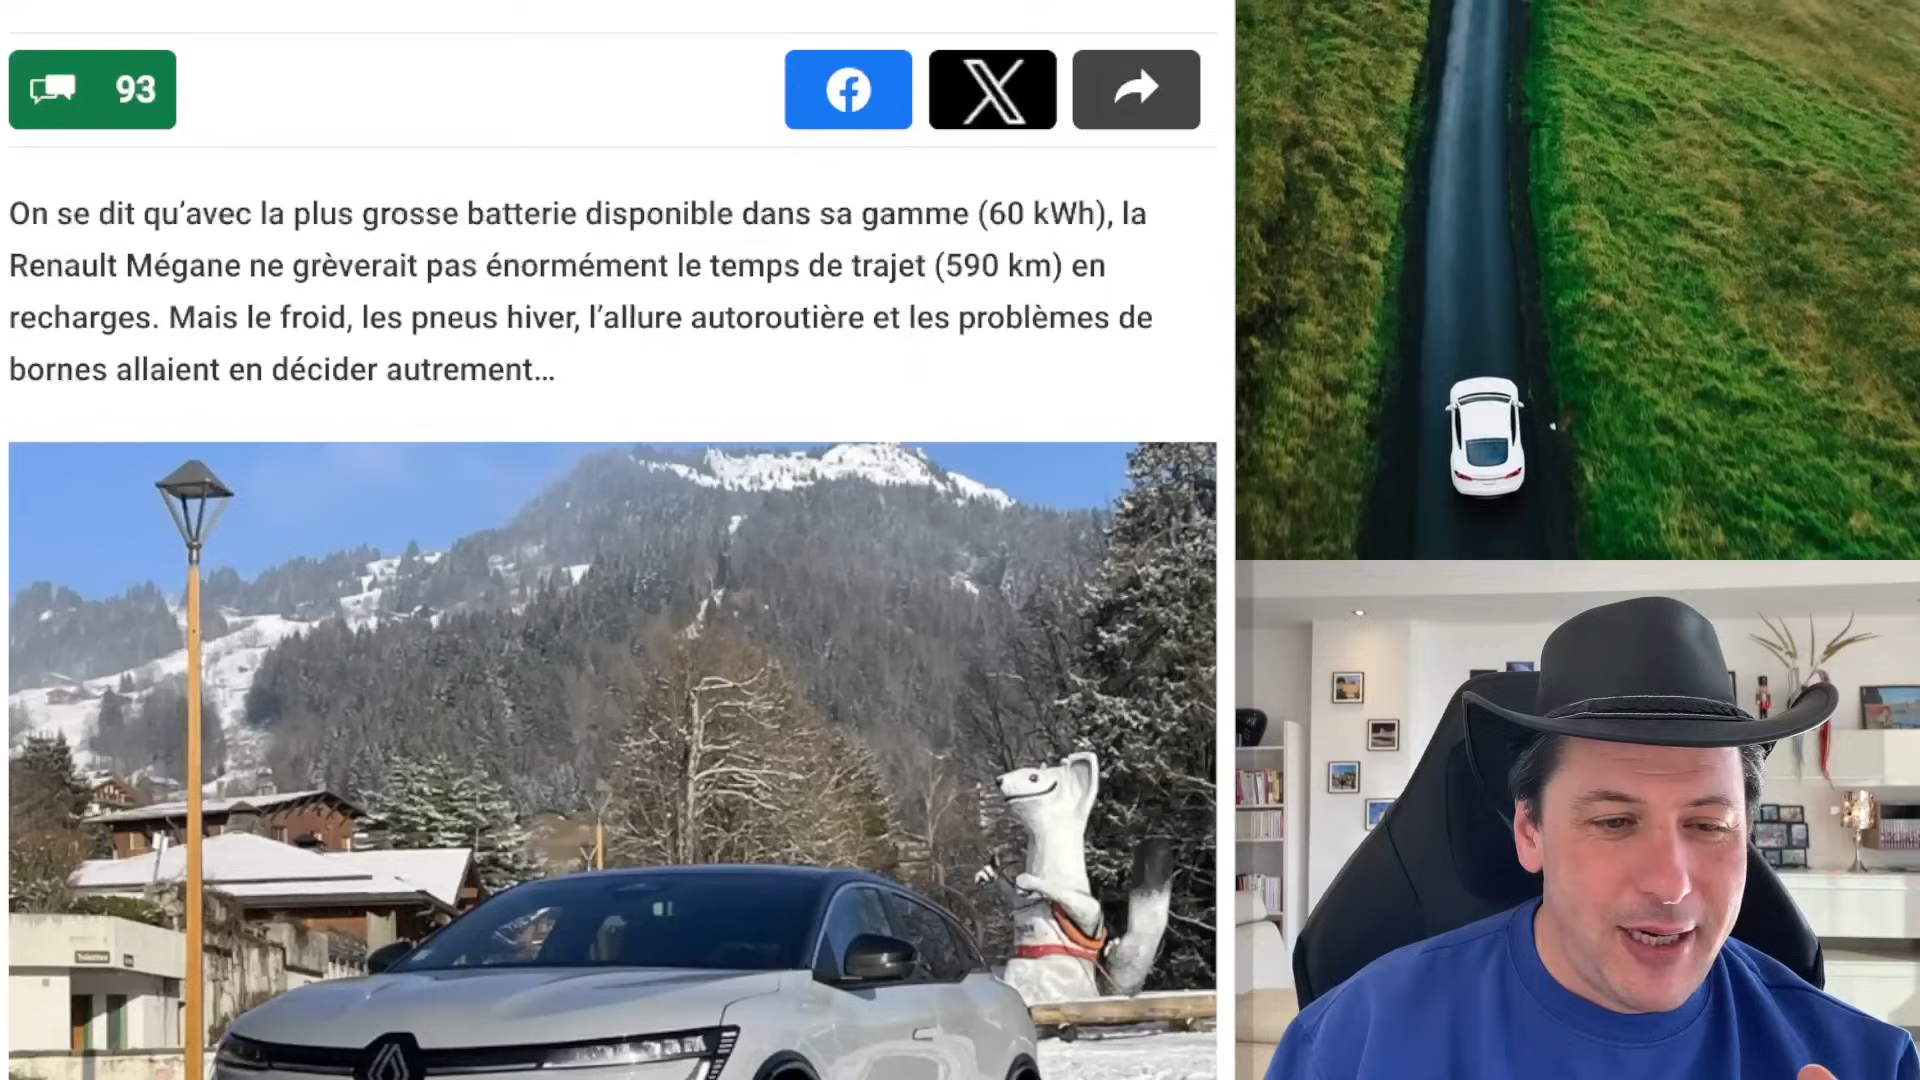 93
On se dit qu’avec la plus grosse batterie disponible dans sa gamme (60 kWh), la
Renault Mégane ne grèverait pas énormément le temps de trajet (590 km) en
recharges. Mais le froid, les pneus hiver, l’allure autoroutière et les problèmes de
bornes allaient en décider autrement…
Toilettes